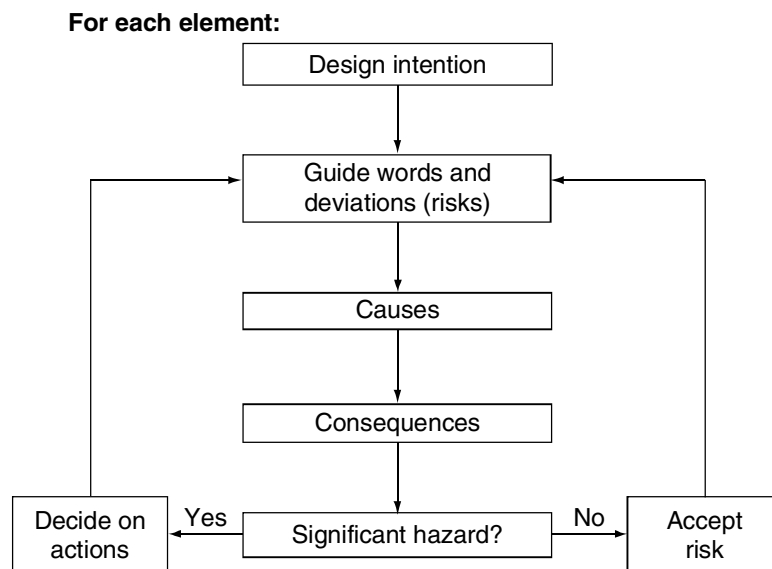 For each element:
Design intention
Guide words and
deviations (risks)
Causes
Consequences
Decide on
actions
Yes
Significant hazard?
No
Accept
risk